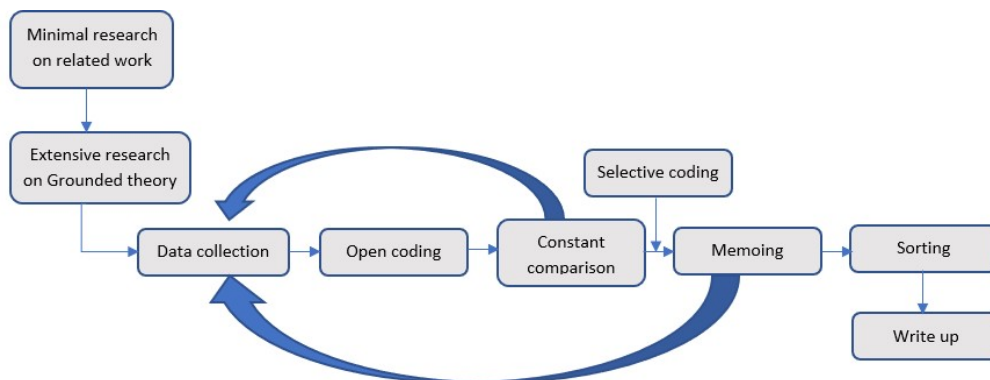 Minimal research
on related work
Extensive research
on Grounded theory
Selective coding
Data collection
Open coding
Constant
comparison
Memoing
Sorting
Write up